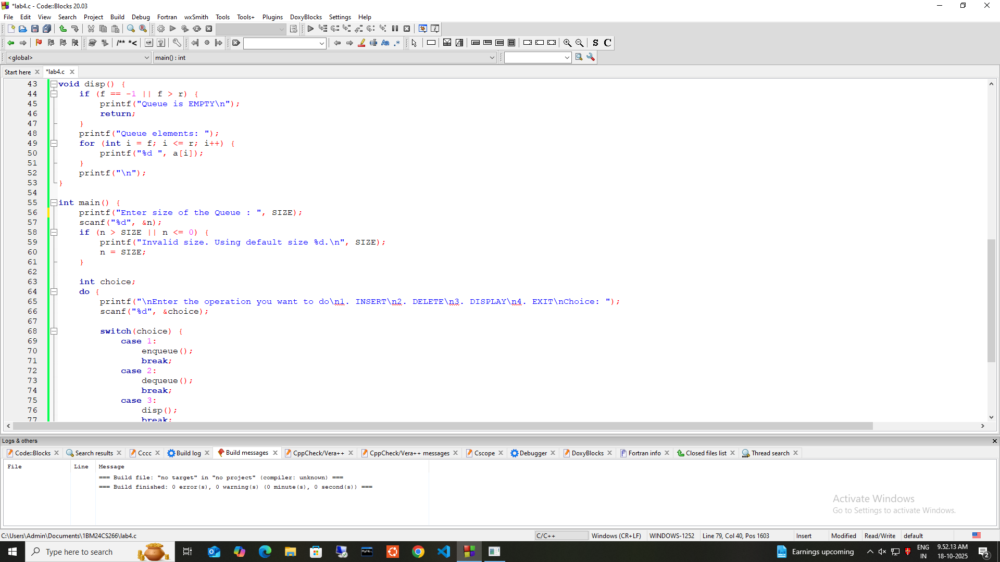 *lab4.c - Code::Blocks 20.03
File Edit View Search Project Build Debug Fortran wxSmith Tools Tools+ Plugins DoxyBlocks Settings Help
/** *< Aa .* S C
<global> main() : int
Start here *lab4.c
43 void disp() {
44 if (f == -1 || f > r) {
45 printf("Queue is EMPTY\n");
46 return;
47 }
48 printf("Queue elements: ");
49 for (int i = f; i <= r; i++) {
50 printf("%d ", a[i]);
51 }
52 printf("\n");
53 }
54
55 int main() {
56 printf("Enter size of the Queue : ", SIZE);
57 scanf("%d", &n);
58 if (n > SIZE || n <= 0) {
59 printf("Invalid size. Using default size %d.\n", SIZE);
60 n = SIZE;
61 }
62
63 int choice;
64 do {
65 printf("\nEnter the operation you want to do\n1. INSERT\n2. DELETE\n3. DISPLAY\n4. EXIT\nChoice: ");
66 scanf("%d", &choice);
67
68 switch(choice) {
69 case 1:
70 enqueue();
71 break;
72 case 2:
73 dequeue();
74 break;
75 case 3:
76 disp();
77 break;
Logs & others
Code::Blocks Search results Cccc Build log Build messages CppCheck/Vera++ CppCheck/Vera++ messages Cscope Debugger DoxyBlocks Fortran info Closed files list Thread search
File Line Message
=== Build file: "no target" in "no project" (compiler: unknown) ===
=== Build finished: 0 error(s), 0 warning(s) (0 minute(s), 0 second(s)) ===
Activate Windows
Go to Settings to activate Windows.
C:\Users\Admin\Documents\1BM24CS266\lab4.c C/C++ Windows (CR+LF) WINDOWS-1252 Line 79, Col 40, Pos 1603 Insert Modified Read/Write default
Type here to search MySQL Earnings upcoming ENG IN 9.52.13 AM 18-10-2025 2